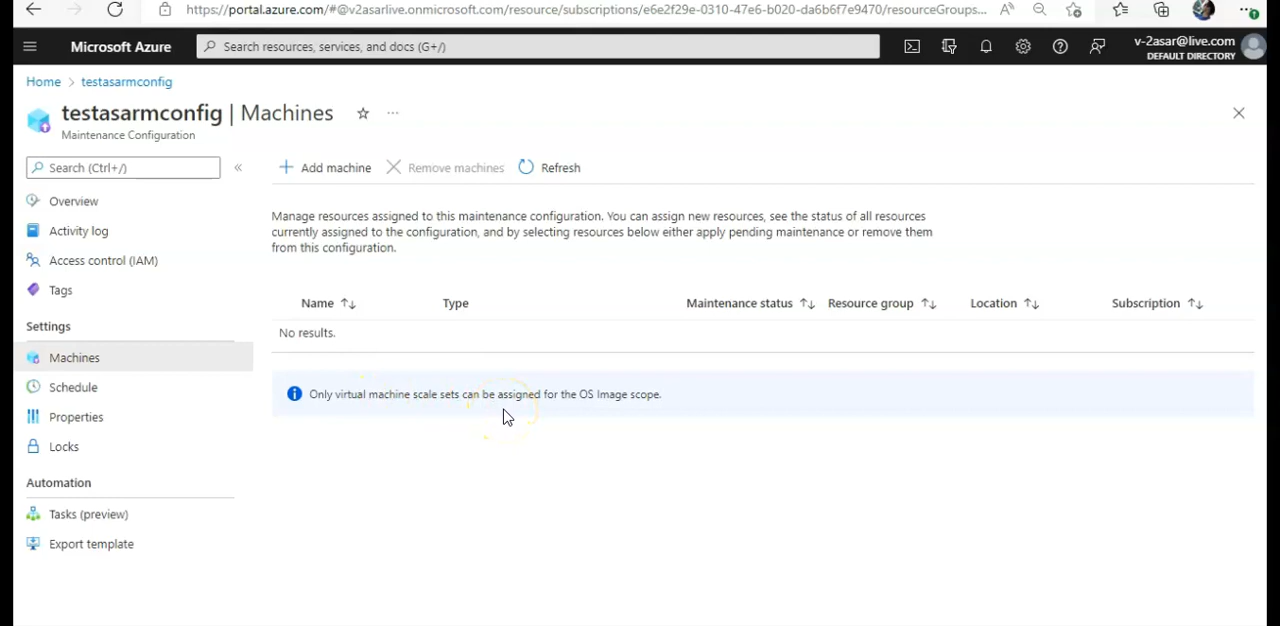 https://portal.azure.com/#@v2asarlive.onmicrosoft.com/resource/subscriptions/e6e2f29e-0310-47e6-b020-da6b6f7e9470/resourceGroups...
Microsoft Azure
Search resources, services, and docs (G+/)
v-2asar@live.com
DEFAULT DIRECTORY
Home > testasarmconfig
testasarmconfig | Machines
Maintenance Configuration
Search (Ctrl+/)
Add machine
Remove machines
Refresh
Overview
Activity log
Access control (IAM)
Tags
Settings
Machines
Schedule
Properties
Locks
Automation
Tasks (preview)
Export template
Manage resources assigned to this maintenance configuration. You can assign new resources, see the status of all resources
currently assigned to the configuration, and by selecting resources below either apply pending maintenance or remove them
from this configuration.
Name Type Maintenance status Resource group Location Subscription
No results.
Only virtual machine scale sets can be assigned for the OS Image scope.